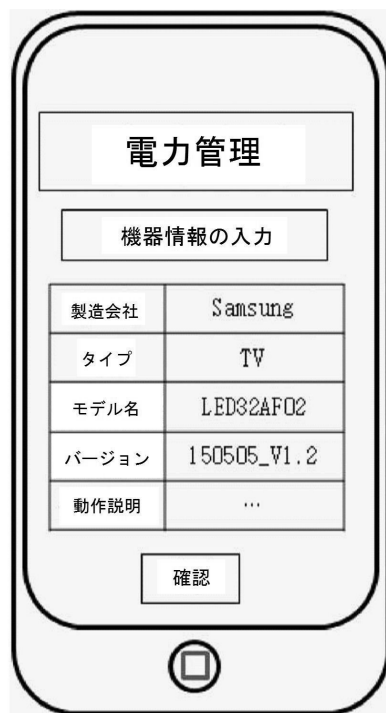 電力管理
機器情報の入力
製造会社 Samsung
タイプ TV
モデル名 LED32AF02
バージョン 150505_V1.2
動作説明 …
確認